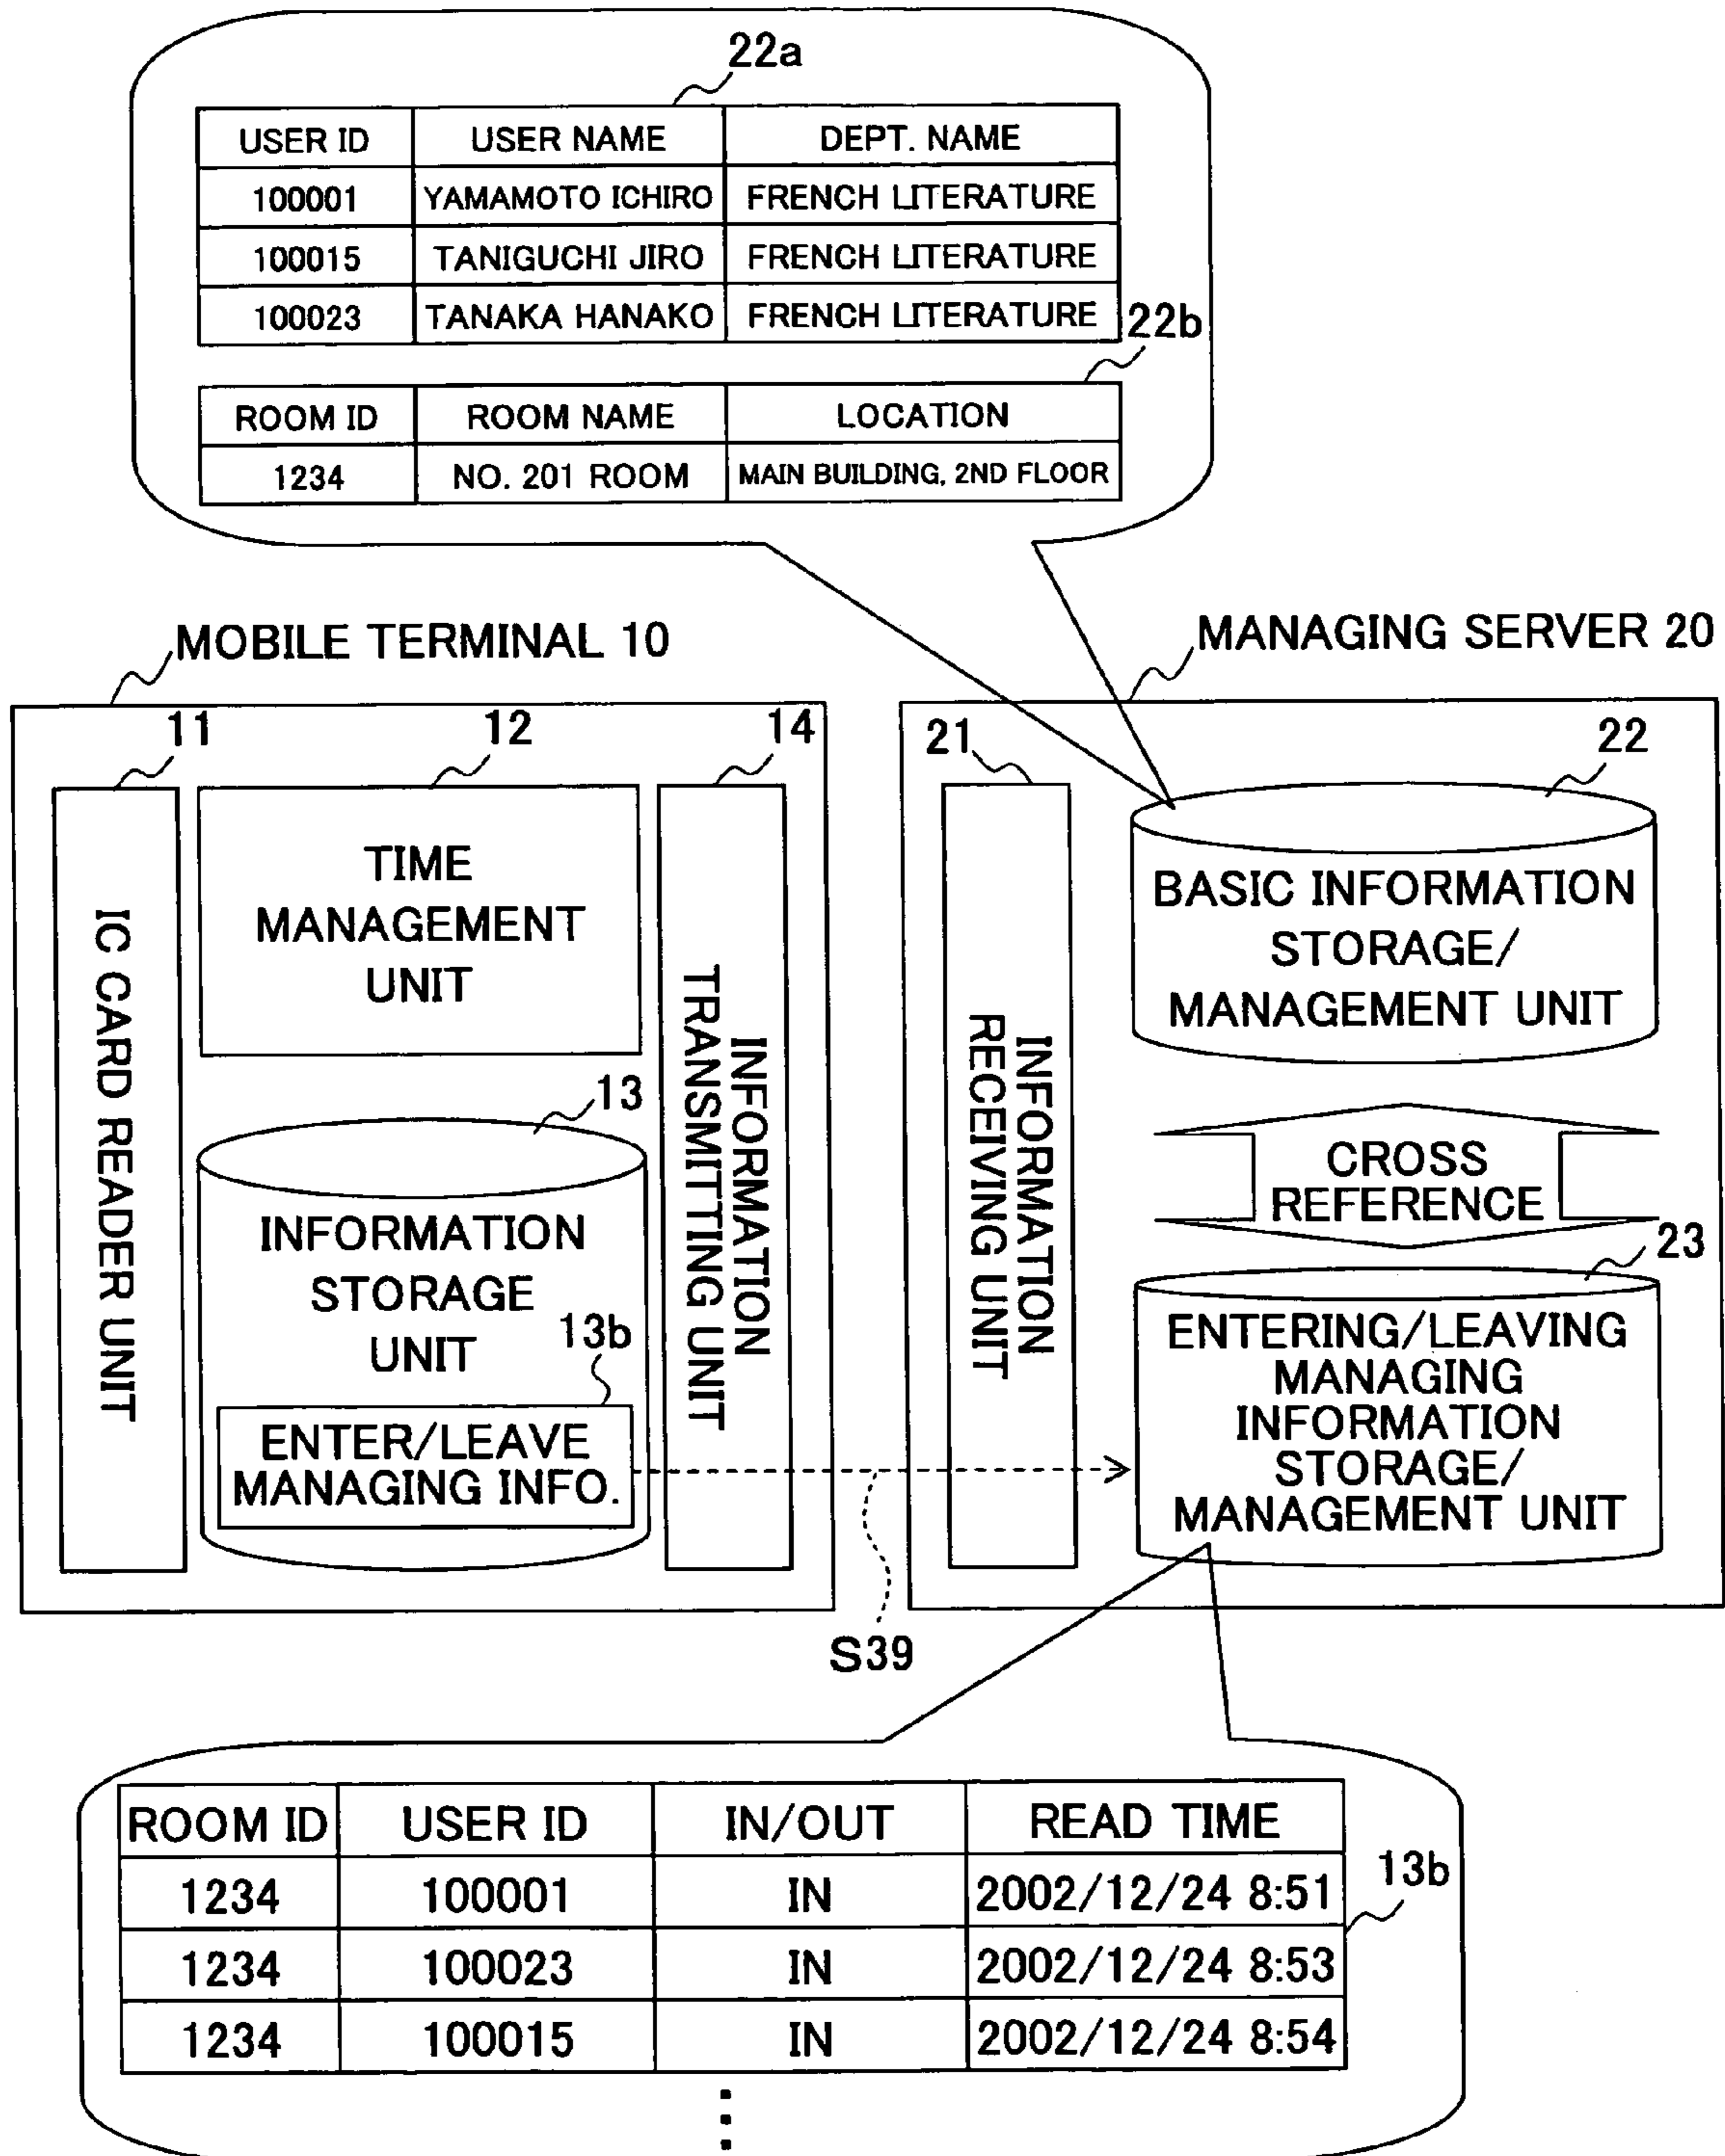 22a
USER ID USER NAME DEPT. NAME
100001 YAMAMOTO ICHIRO FRENCH LITERATURE
100015 TANIGUCHI JIRO FRENCH LITERATURE
100023 TANAKA HANAKO FRENCH LITERATURE
22b
ROOM ID ROOM NAME LOCATION
1234 NO. 201 ROOM MAIN BUILDING, 2ND FLOOR
MOBILE TERMINAL 10
11
12
14
IC CARD READER UNIT
TIME
MANAGEMENT
UNIT
13
INFORMATION
STORAGE
UNIT
13b
ENTER/LEAVE
MANAGING INFO.
INFORMATION
TRANSMITTING UNIT
MANAGING SERVER 20
21
22
INFORMATION
RECEIVING UNIT
BASIC INFORMATION
STORAGE/
MANAGEMENT UNIT
CROSS
REFERENCE
23
ENTERING/LEAVING
MANAGING
INFORMATION
STORAGE/
MANAGEMENT UNIT
S39
ROOM ID USER ID IN/OUT READ TIME
1234 100001 IN 2002/12/24 8:51
13b
1234 100023 IN 2002/12/24 8:53
1234 100015 IN 2002/12/24 8:54